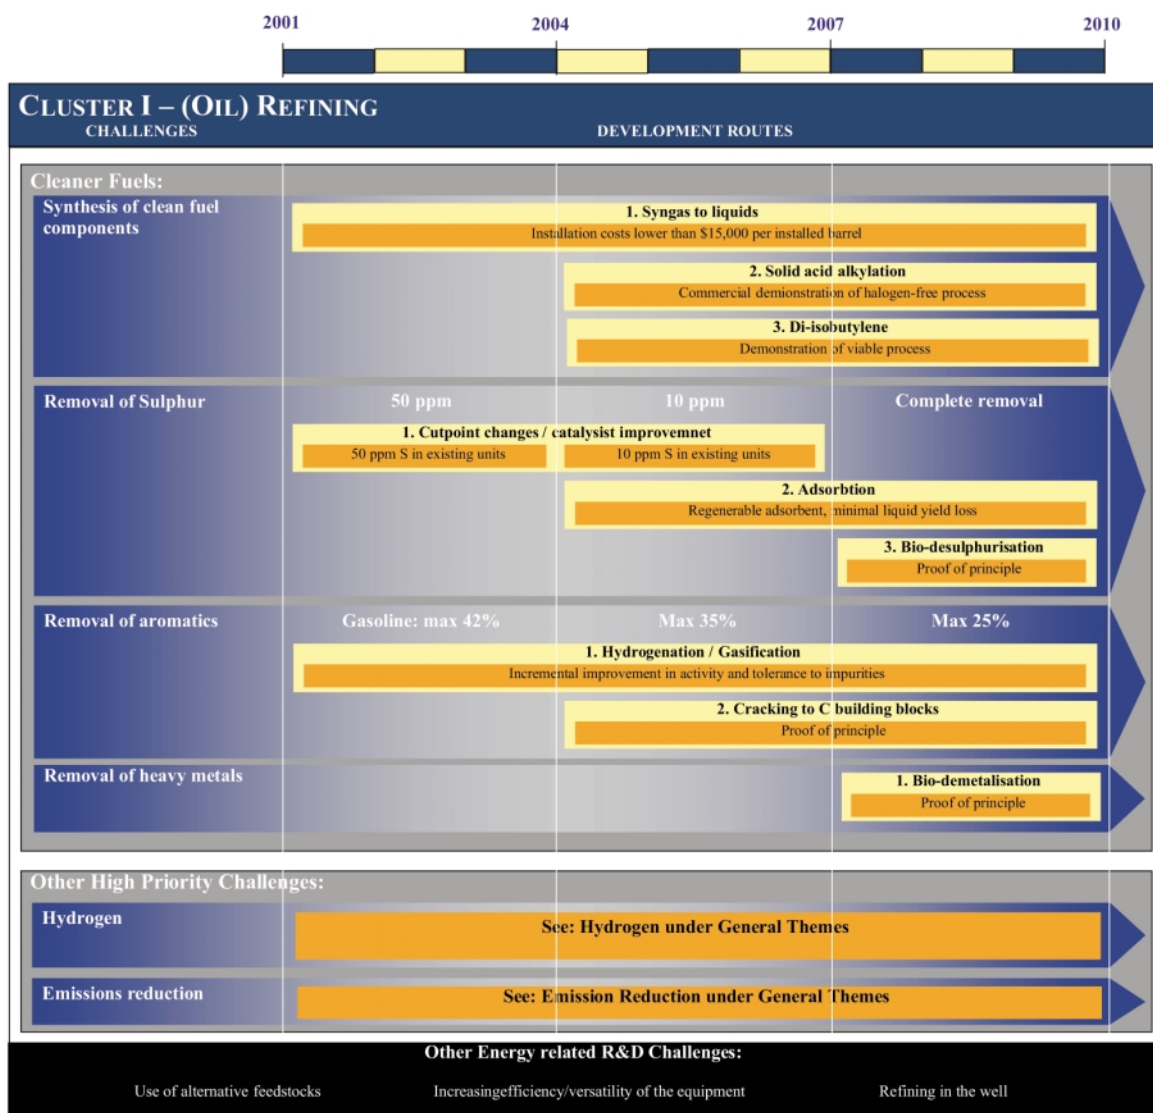 2001 2004 2007 2010
CLUSTER I – (OIL) REFINING
CHALLENGES DEVELOPMENT ROUTES
Cleaner Fuels:
Synthesis of clean fuel
components
1. Syngas to liquids
Installation costs lower than $15,000 per installed barrel
2. Solid acid alkylation
Commercial demionstration of halogen-free process
3. Di-isobutylene
Demonstration of viable process
Removal of Sulphur 50 ppm 10 ppm Complete removal
1. Cutpoint changes / catalysist improvemnet
50 ppm S in existing units 10 ppm S in existing units
2. Adsorbtion
Regenerable adsorbent, minimal liquid yield loss
3. Bio-desulphurisation
Proof of principle
Removal of aromatics Gasoline: max 42% Max 35% Max 25%
1. Hydrogenation / Gasification
Incremental improvement in activity and tolerance to impurities
2. Cracking to C building blocks
Proof of principle
Removal of heavy metals
1. Bio-demetalisation
Proof of principle
Other High Priority Challenges:
Hydrogen
See: Hydrogen under General Themes
Emissions reduction
See: Emission Reduction under General Themes
Other Energy related R&D Challenges:
Use of alternative feedstocks Increasingefficiency/versatility of the equipment Refining in the well